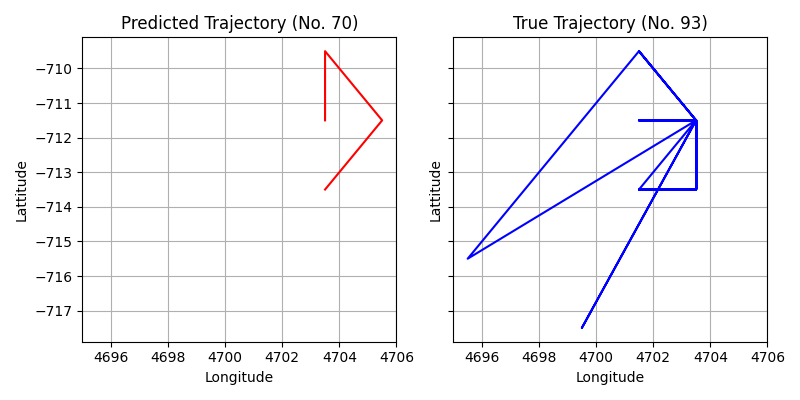 Predicted Trajectory (No. 70)
True Trajectory (No. 93)
−710
−711
−712
−713
−714
−715
−716
−717
Lattitude
Lattitude
4696 4698 4700 4702 4704 4706
4696 4698 4700 4702 4704 4706
Longitude
Longitude